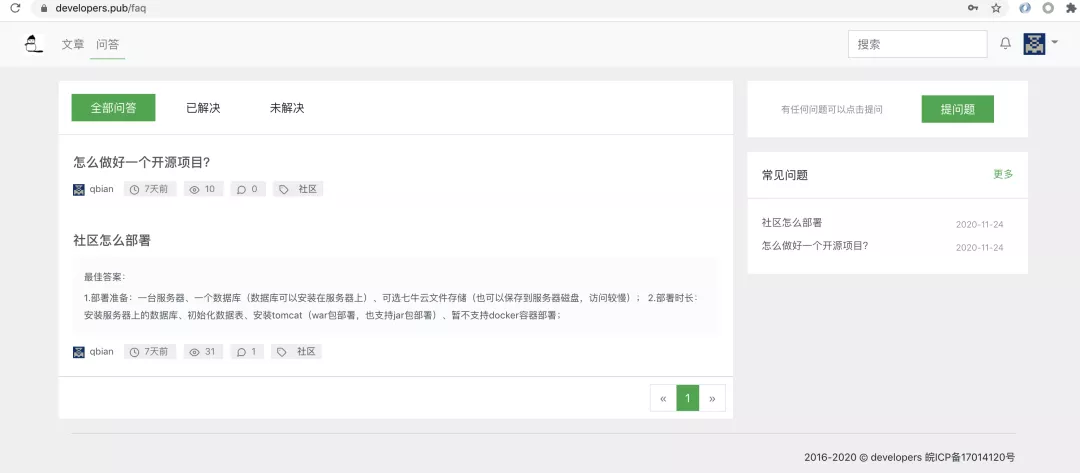 developers.pub/faq
文章 问答 搜索
全部问答 已解决 未解决
怎么做好一个开源项目?
qbian 7天前 10 0 社区
社区怎么部署
最佳答案:
1.部署准备：一台服务器、一个数据库（数据库可以安装在服务器上）、可选七牛云文件存储（也可以保存到服务器磁盘，访问较慢）； 2.部署时长：
安装服务器上的数据库、初始化数据表、安装tomcat（war包部署，也支持jar包部署）、暂不支持docker容器部署；
qbian 7天前 31 1 社区
« 1 »
有任何问题可以点击提问 提问题
常见问题 更多
社区怎么部署 2020-11-24
怎么做好一个开源项目? 2020-11-24
2016-2020 © developers 皖ICP备17014120号